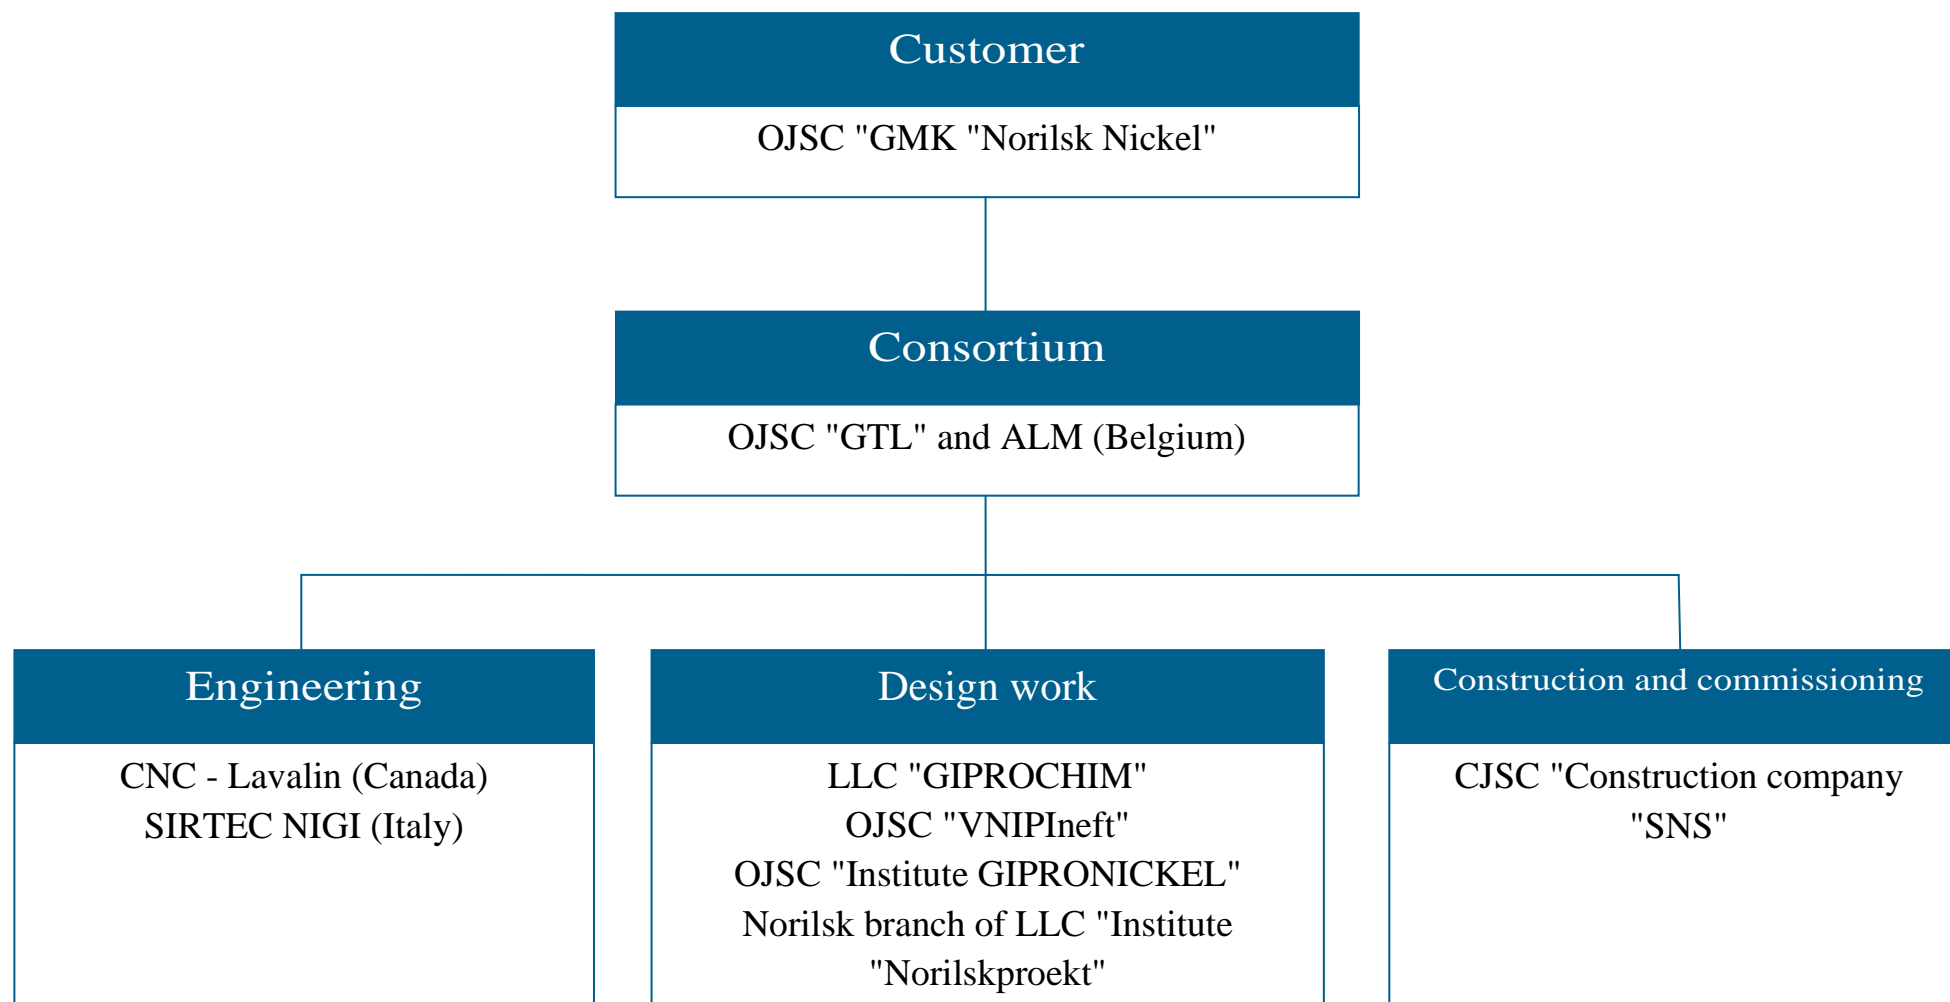 Customer
OJSC "GMK "Norilsk Nickel"
Consortium
OJSC "GTL" and ALM (Belgium)
Engineering
CNC - Lavalin (Canada)
SIRTEC NIGI (Italy)
Design work
LLC "GIPROCHIM"
OJSC "VNIPIneft"
OJSC "Institute GIPRONICKEL"
Norilsk branch of LLC "Institute
"Norilskproekt"
Construction and commissioning
CJSC "Construction company
"SNS"